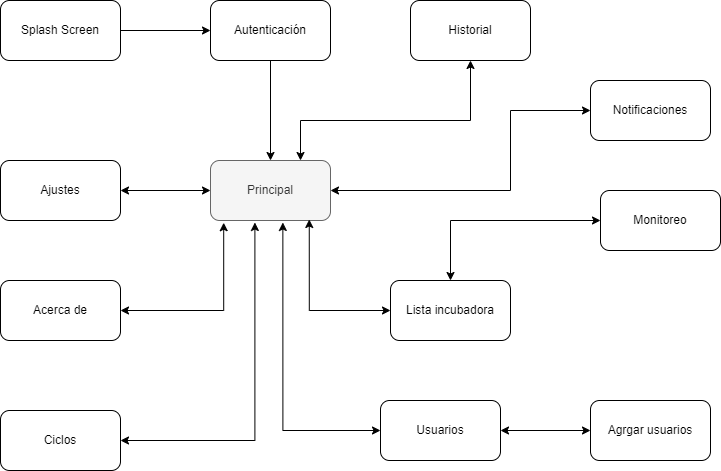 Splash Screen
Autenticación
Historial
Notificaciones
Ajustes
Principal
Monitoreo
Acerca de
Lista incubadora
Ciclos
Usuarios
Agrgar usuarios